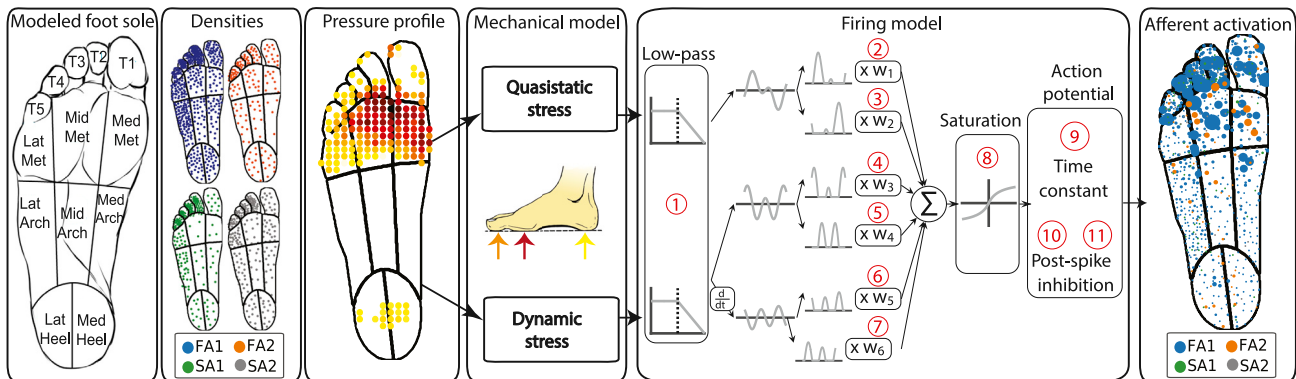 Modeled foot sole
T1
T2
T3
T4
T5
Lat
Met
Mid
Met
Med
Met
Lat
Arch
Mid
Arch
Med
Arch
Lat
Heel
Med
Heel
Densities
FA1
FA2
SA1
SA2
Pressure profile
Mechanical model
Quasistatic
stress
Dynamic
stress
Firing model
Low-pass
1
d
dt
2
x w1
3
x w2
4
x w3
5
x w4
6
x w5
7
x w6
Σ
Saturation
8
Action
potential
9
Time
constant
10 11
Post-spike
inhibition
Afferent activation
FA1
FA2
SA1
SA2